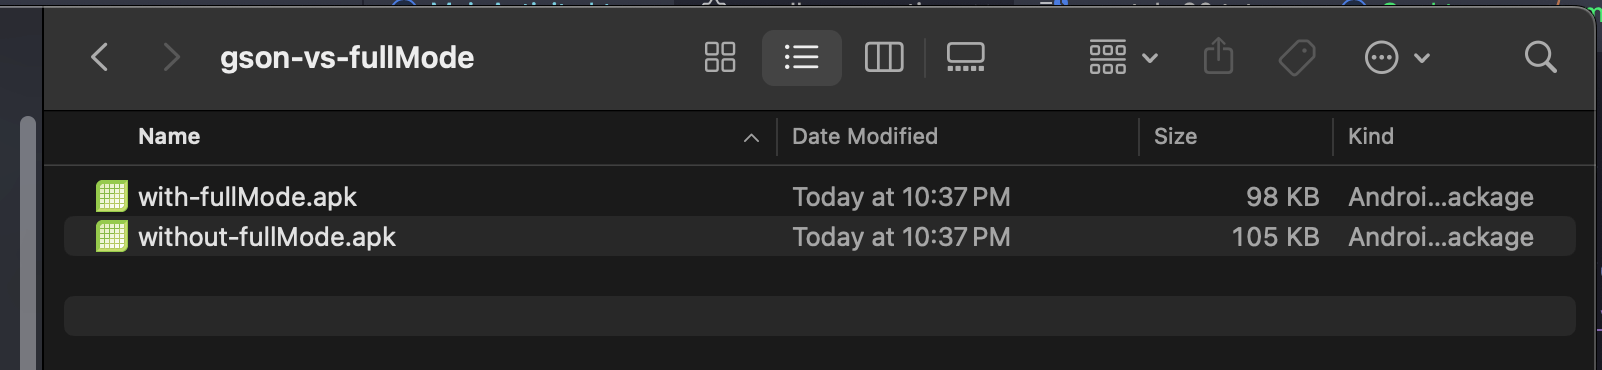 gson-vs-fullMode
Name Date Modified Size Kind
with-fullMode.apk Today at 10:37 PM 98 KB Androi...ackage
without-fullMode.apk Today at 10:37 PM 105 KB Androi...ackage